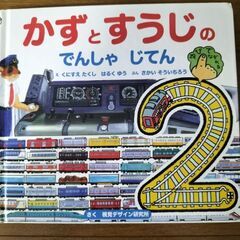 かずとすうじの
でんしゃ じてん
え くにすえ たくし はるく ゆう ぶん さかい そういちろう
2
さく 視覚デザイン研究所